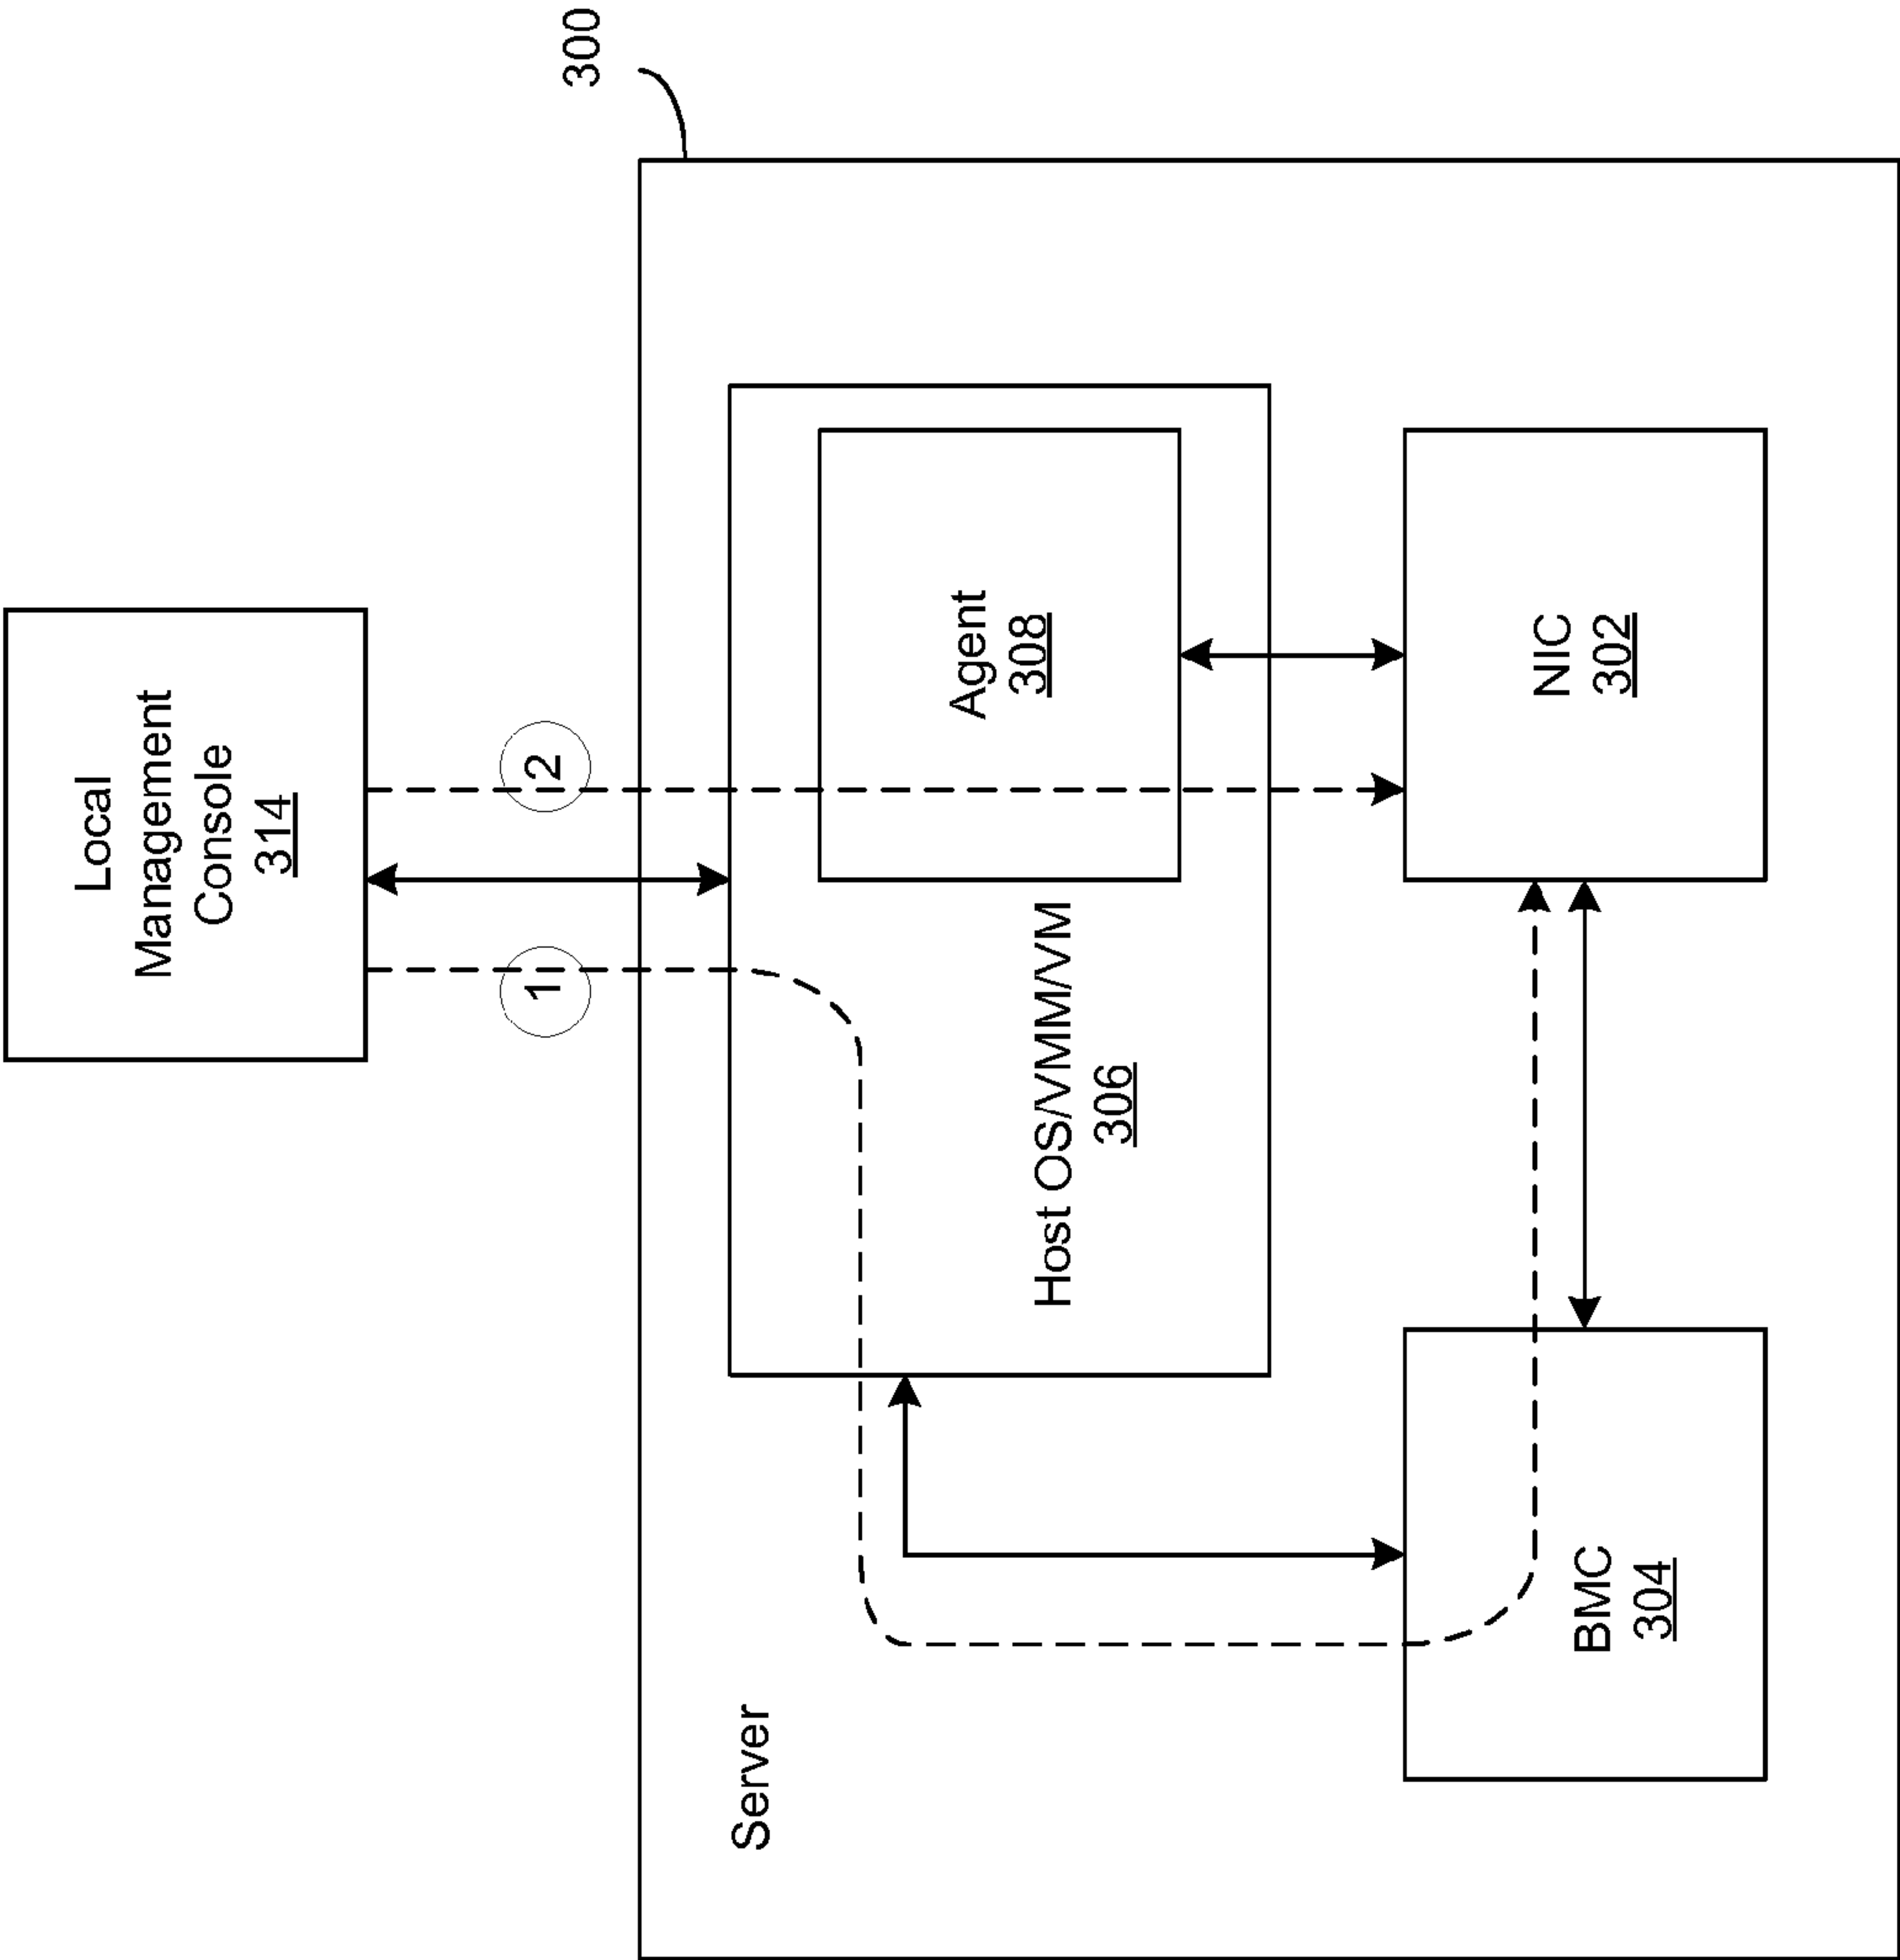 300
Local
Management
Console
314
2
1
Server
Host OS/VMM/VM
306
Agent
308
BMC
304
NIC
302